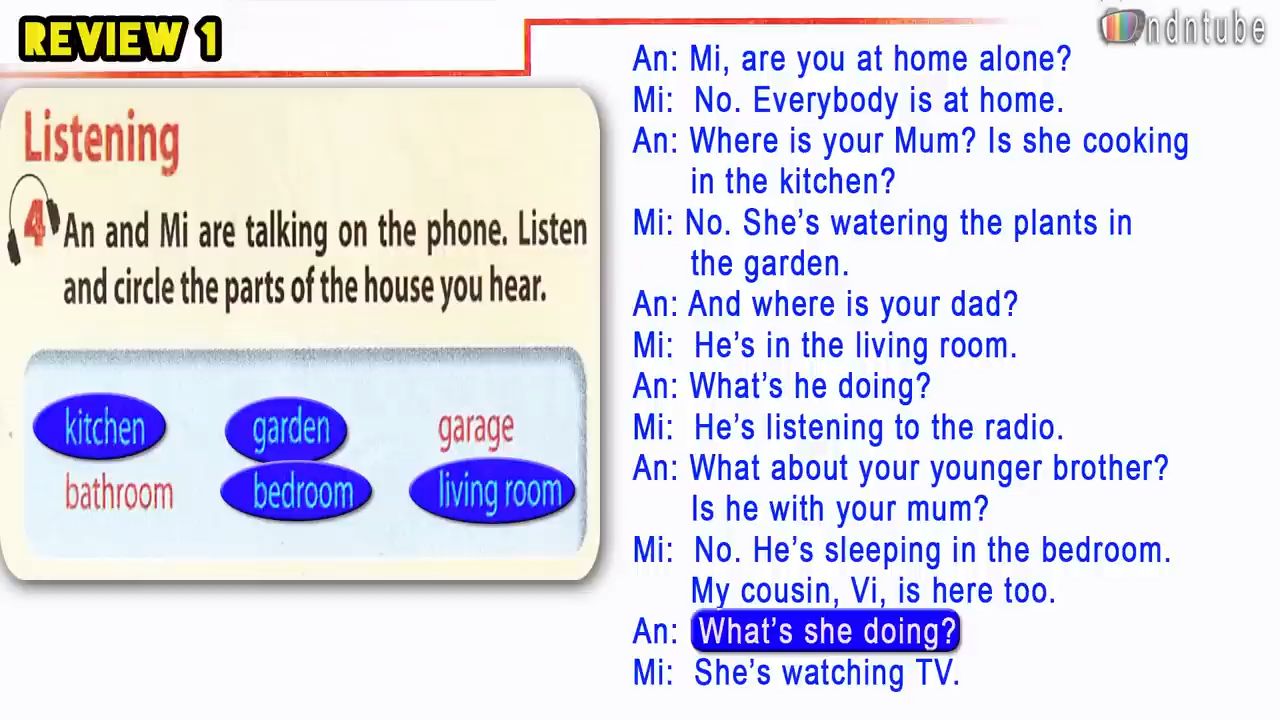 REVIEW 1
ndntube
Listening
4 An and Mi are talking on the phone. Listen
and circle the parts of the house you hear.
kitchen garden garage
bathroom bedroom living room
An: Mi, are you at home alone?
Mi: No. Everybody is at home.
An: Where is your Mum? Is she cooking
in the kitchen?
Mi: No. She's watering the plants in
the garden.
An: And where is your dad?
Mi: He's in the living room.
An: What's he doing?
Mi: He's listening to the radio.
An: What about your younger brother?
Is he with your mum?
Mi: No. He's sleeping in the bedroom.
My cousin, Vi, is here too.
An: What's she doing?
Mi: She's watching TV.